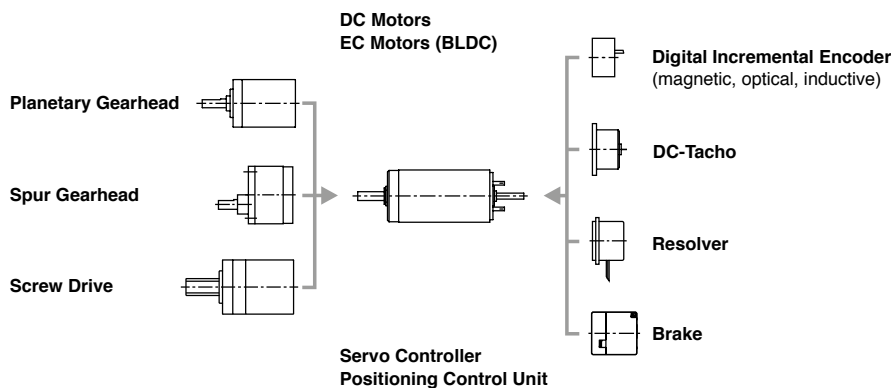 DC Motors
EC Motors (BLDC)
Planetary Gearhead
Spur Gearhead
Screw Drive
Digital Incremental Encoder
(magnetic, optical, inductive)
DC-Tacho
Resolver
Brake
Servo Controller
Positioning Control Unit